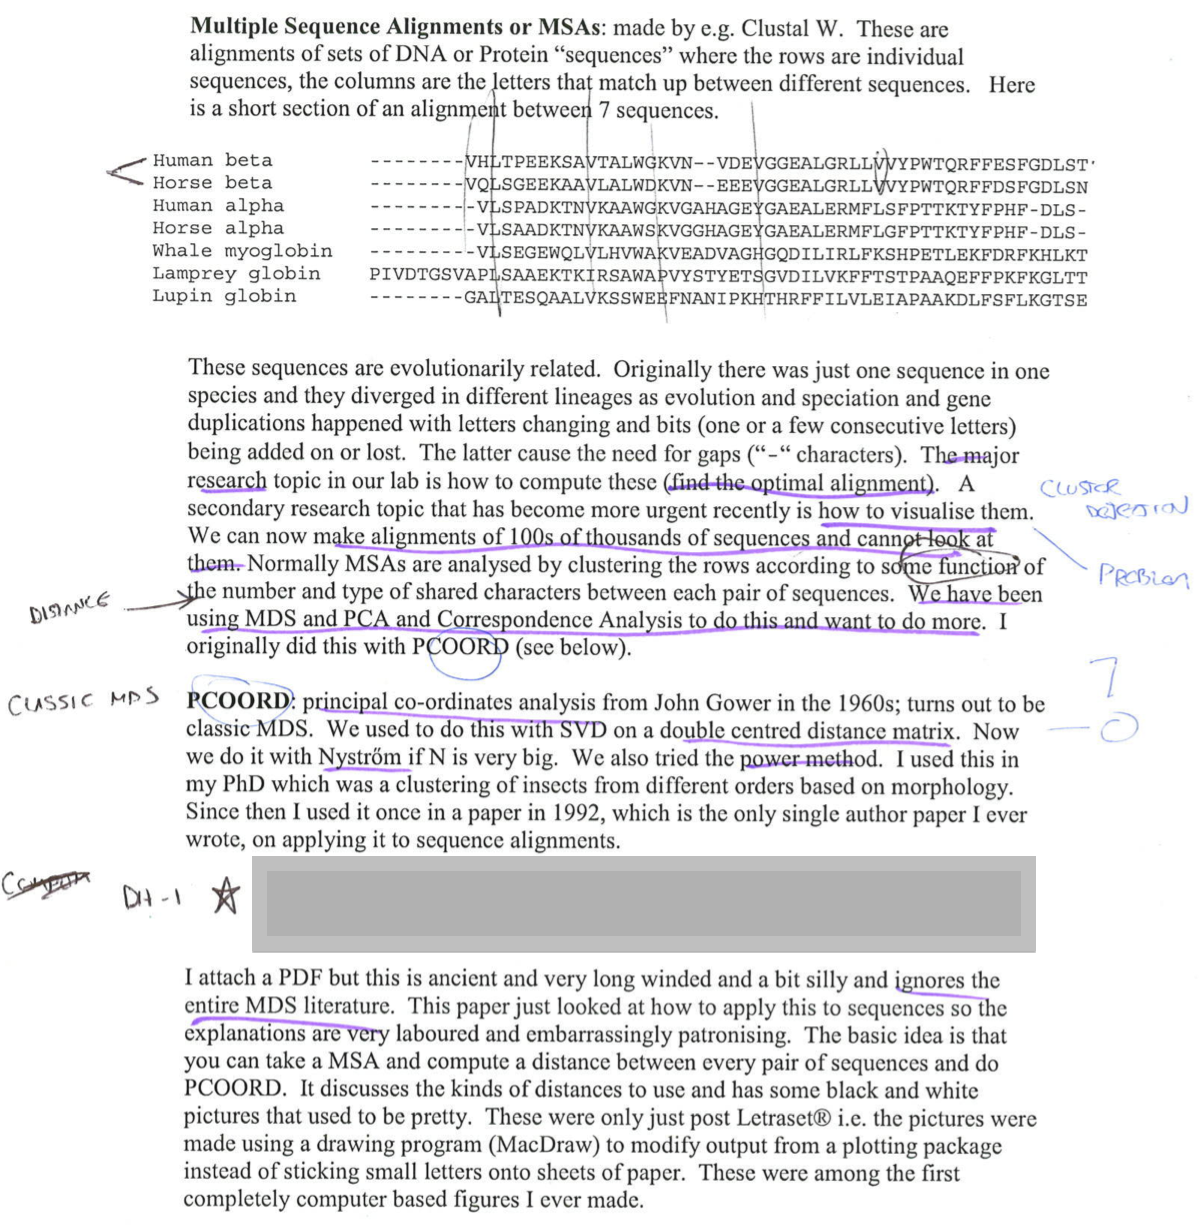 Multiple Sequence Alignments or MSAs: made by e.g. Clustal W.  These are
alignments of sets of DNA or Protein “sequences” where the rows are individual
sequences, the columns are the letters that match up between different sequences.   Here
is a short section of an alignment between 7 sequences.
Human beta --------VHLTPEEKSAVTALWGKVN--VDEVGGEALGRLLVVYPWTQRFFESFGDLST
Horse beta --------VQLSGEEKAAVLALWDKVN--EEEVGGEALGRLLVVYPWTQRFFDSFGDLSN
Human alpha ---------VLSPADKTNVKAAWGKVGAHAGEYGAEALERMFLSFPTTKTYFPHF-DLS-
Horse alpha ---------VLSAADKTNVKAAWSKVGGHAGEYGAEALERMFLGFPTTKTYFPHF-DLS-
Whale myoglobin ---------VLSEGEWQLVLHVWAKVEADVAGHGQDILIRLFKSHPETLEKFDRFKHLKT
Lamprey globin PIVDTGSVAPLSAAEKTKIRSAWAPVYSTYETSGVDILVKFFTSTPAAQEFFPKFKGLTT
Lupin globin --------GALTESQAALVKSSWEEFNANIPKHTHRFFILVLEIAPAAKDLFSFLKGTSE
These sequences are evolutionarily related.  Originally there was just one sequence in one
species and they diverged in different lineages as evolution and speciation and gene
duplications happened with letters changing and bits (one or a few consecutive letters)
being added on or lost.  The latter cause the need for gaps (“-“ characters).  The major
research topic in our lab is how to compute these (find the optimal alignment).   A
secondary research topic that has become more urgent recently is how to visualise them.
CLUSTER
DETECTION
We can now make alignments of 100s of thousands of sequences and cannot look at
them. Normally MSAs are analysed by clustering the rows according to some function of
PROBLEM
the number and type of shared characters between each pair of sequences.  We have been
DISTANCE
using MDS and PCA and Correspondence Analysis to do this and want to do more.  I
originally did this with PCOORD (see below).
CLASSIC MDS
PCOORD: principal co-ordinates analysis from John Gower in the 1960s; turns out to be
classic MDS.  We used to do this with SVD on a double centred distance matrix.  Now
we do it with Nyström if N is very big.  We also tried the power method.  I used this in
my PhD which was a clustering of insects from different orders based on morphology.
Since then I used it once in a paper in 1992, which is the only single author paper I ever
wrote, on applying it to sequence alignments.
DH-1
I attach a PDF but this is ancient and very long winded and a bit silly and ignores the
entire MDS literature.  This paper just looked at how to apply this to sequences so the
explanations are very laboured and embarrassingly patronising.  The basic idea is that
you can take a MSA and compute a distance between every pair of sequences and do
PCOORD.  It discusses the kinds of distances to use and has some black and white
pictures that used to be pretty.  These were only just post Letraset® i.e. the pictures were
made using a drawing program (MacDraw) to modify output from a plotting package
instead of sticking small letters onto sheets of paper.  These were among the first
completely computer based figures I ever made.